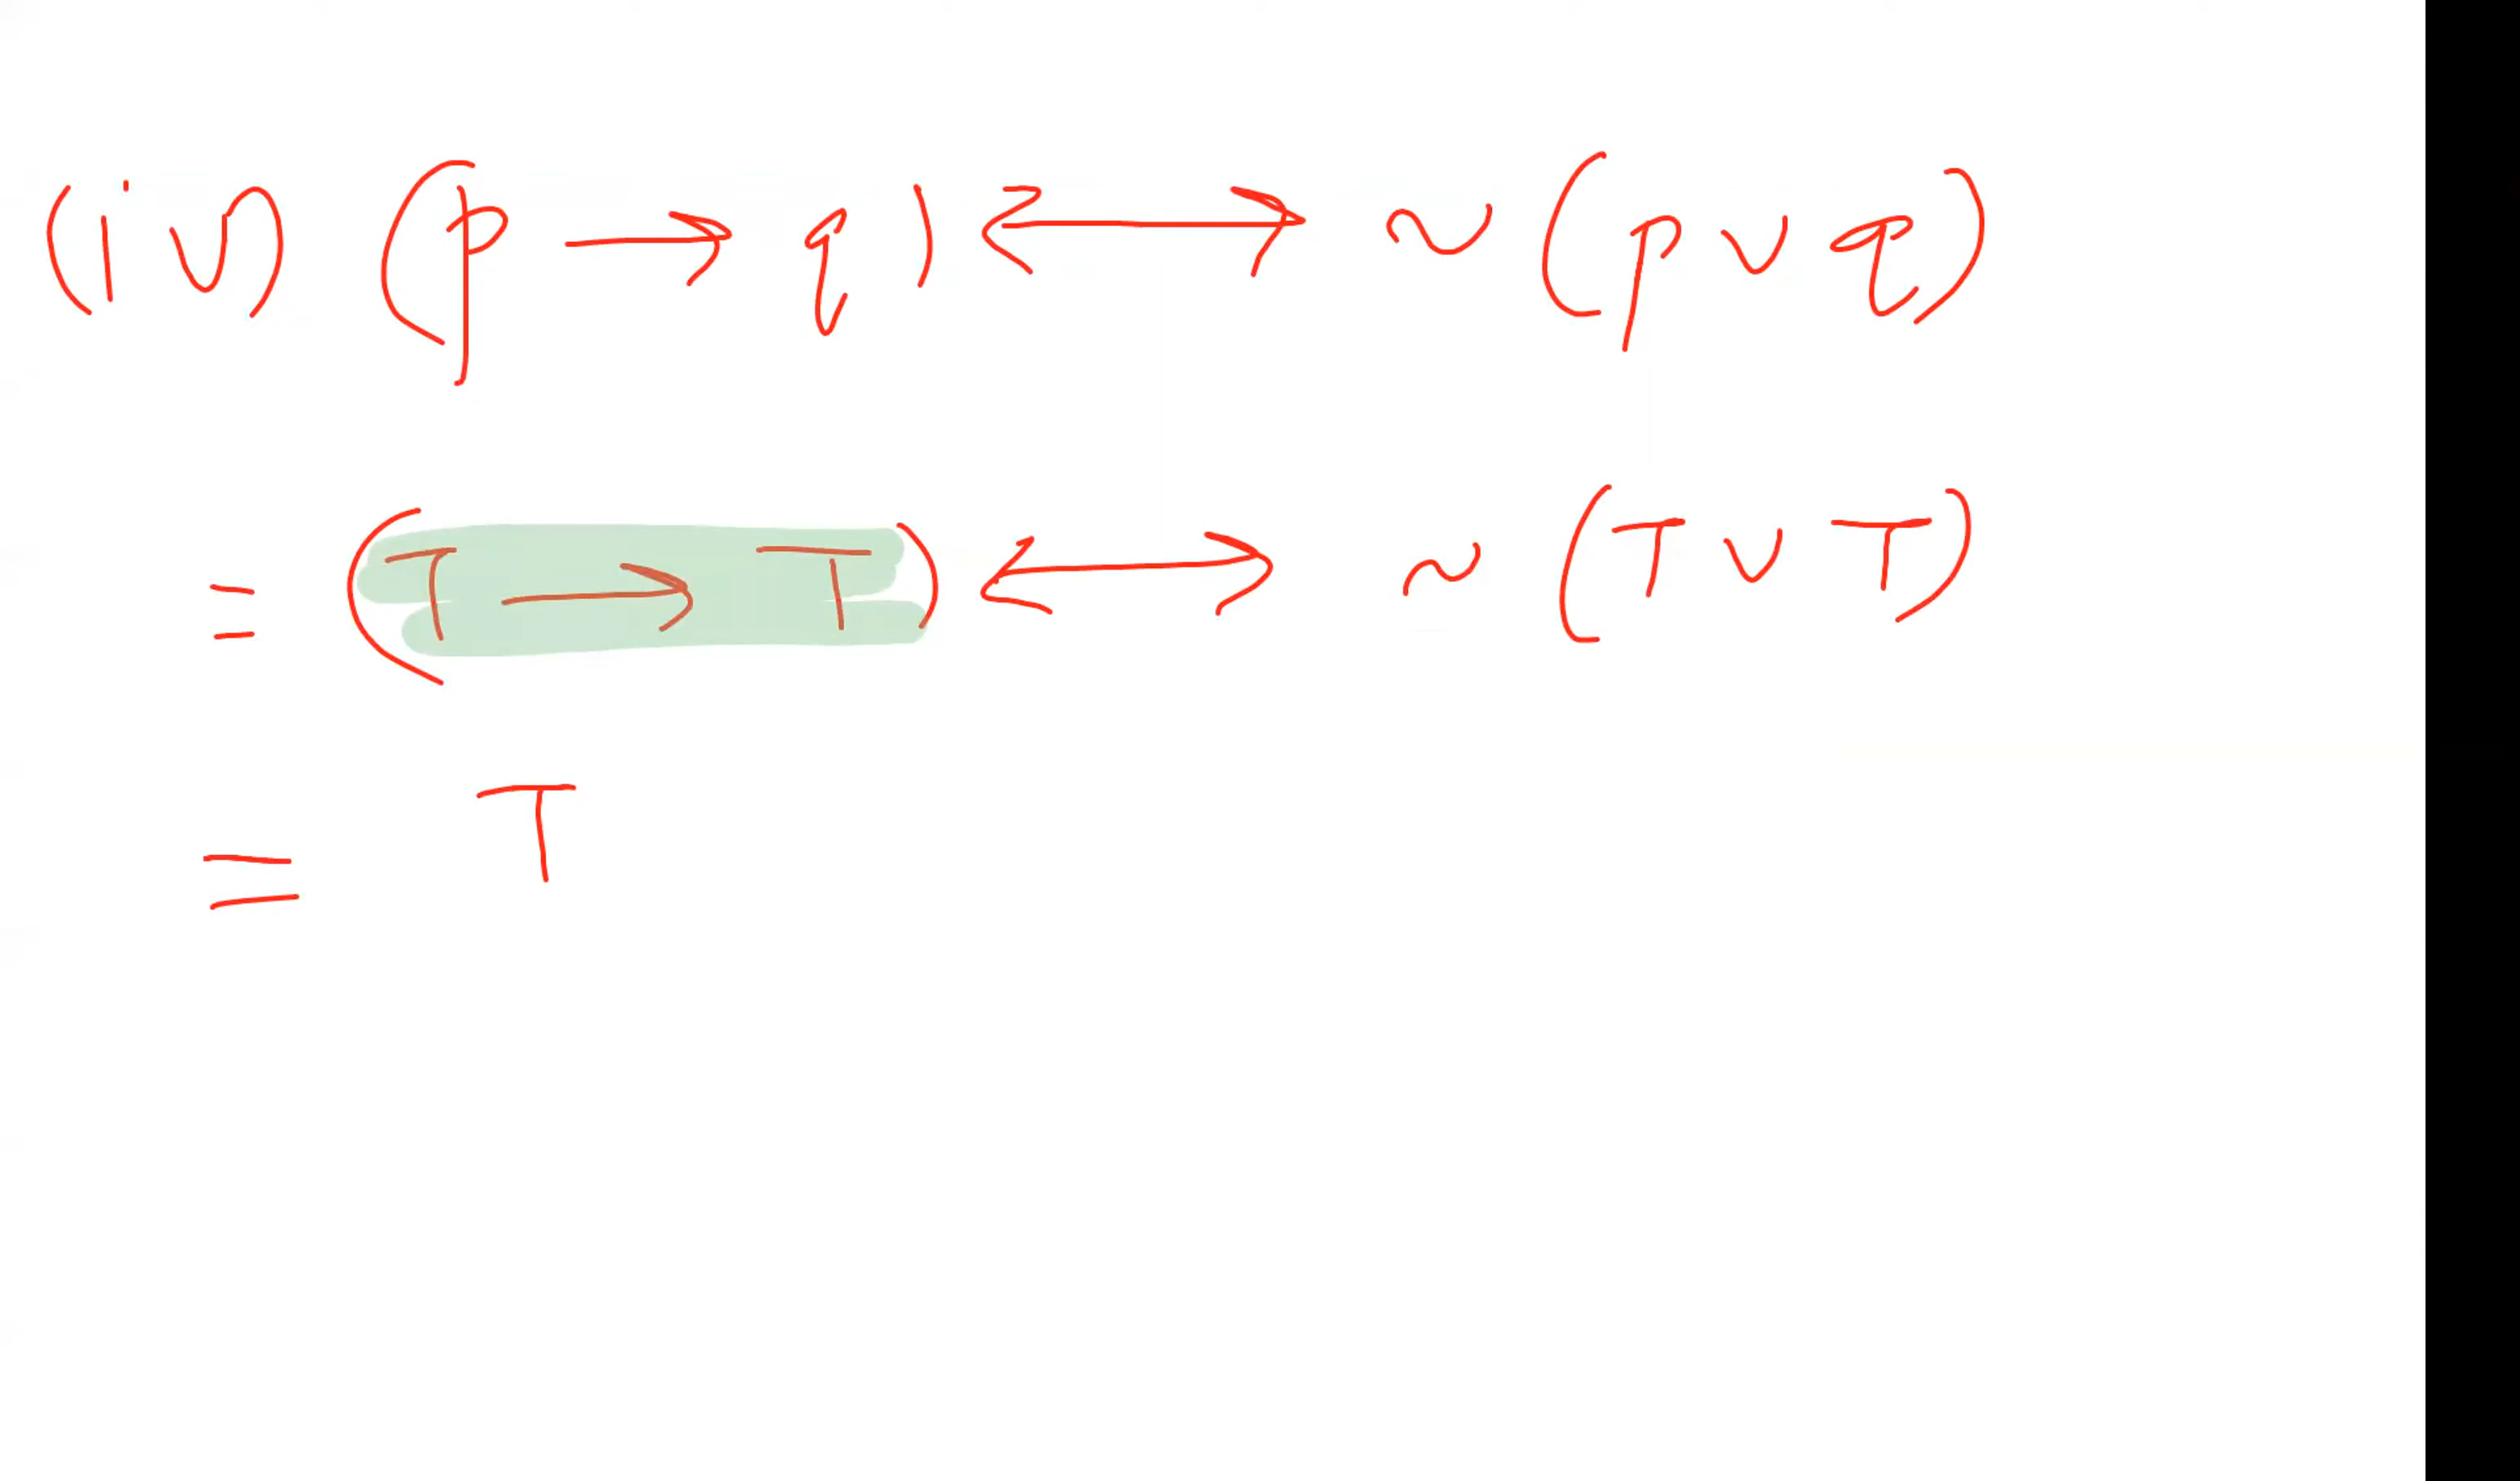 (iv) (p → q) ⟷ ~ (p ∨ q)
= (T → T) ⟷ ~ (T ∨ T)
= T